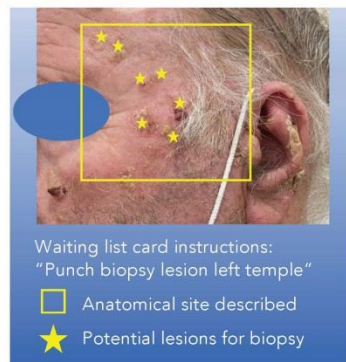 Waiting list card instructions:
"Punch biopsy lesion left temple"
Anatomical site described
Potential lesions for biopsy